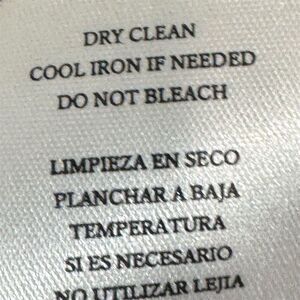 DRY CLEAN
COOL IRON IF NEEDED
DO NOT BLEACH
LIMPIEZA EN SECO
PLANCHAR A BAJA
TEMPERATURA
SI ES NECESARIO
NO UTILIZAR LEJIA